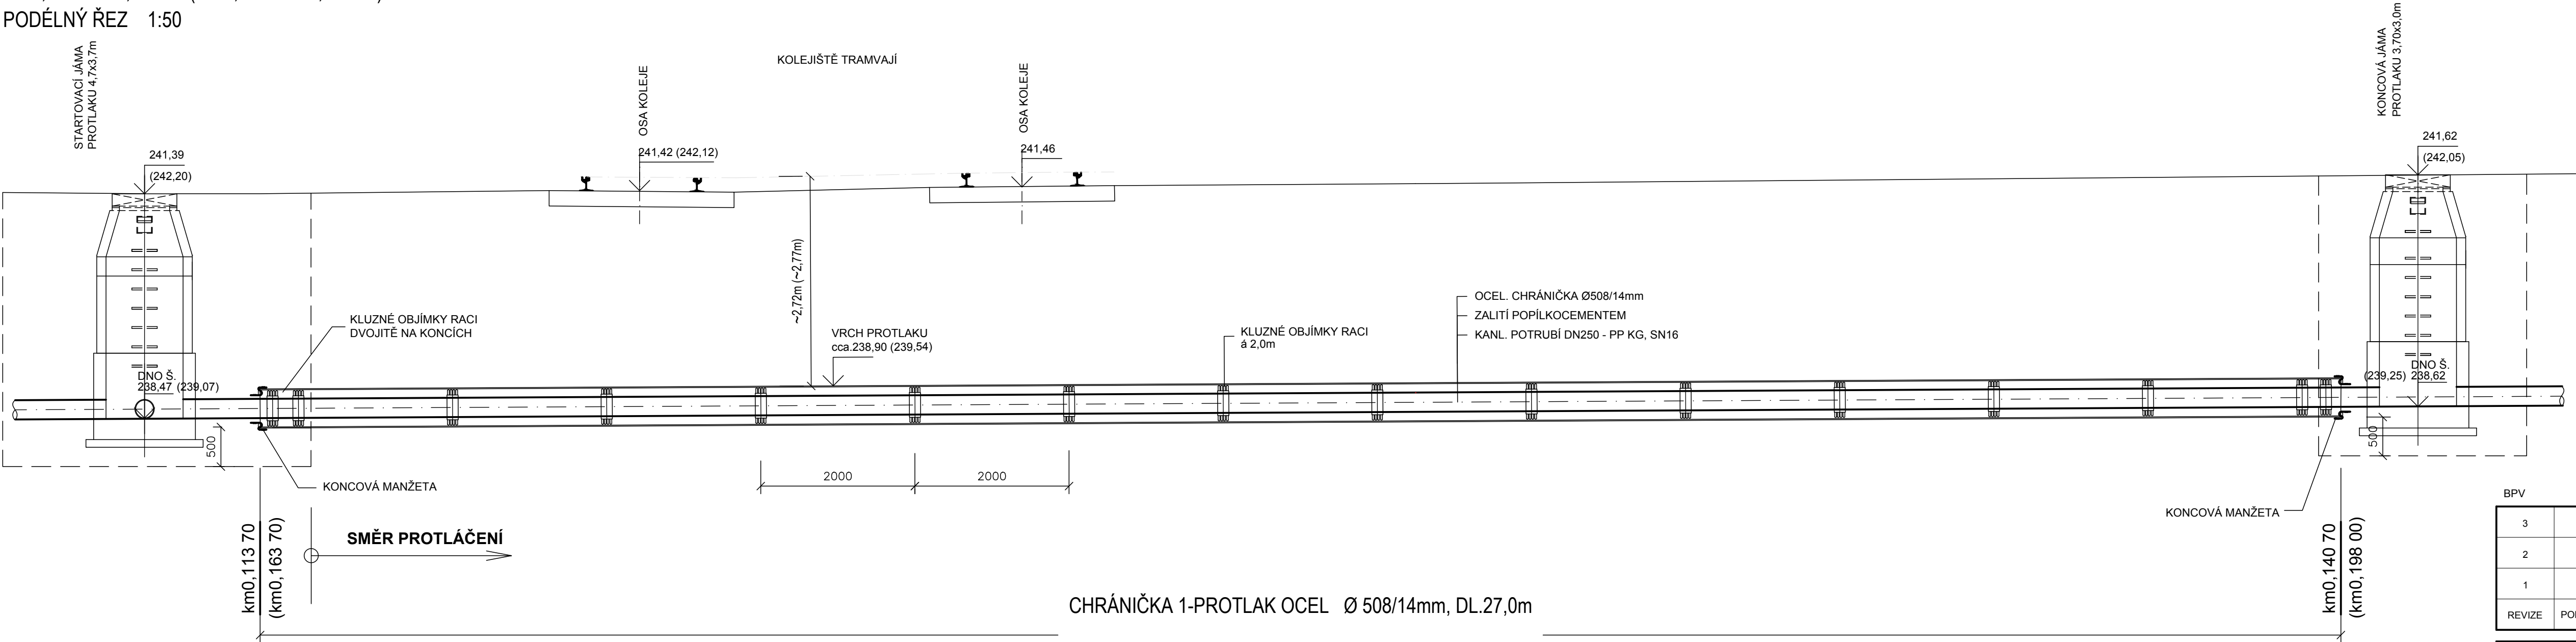 PODÉLNÝ ŘEZ 1:50
STARTOVACÍ JÁMA
PROTLAKU 4,7x3,7m
KOLEJIŠTĚ TRAMVAJÍ
OSA KOLEJE
OSA KOLEJE
KONCOVÁ JÁMA
PROTLAKU 3,70x3,0m
241,39
(242,20)
241,42 (242,12)
241,46
241,62
(242,05)
~2,72m (~2,77m)
KLUZNÉ OBJÍMKY RACI
DVOJITĚ NA KONCÍCH
VRCH PROTLAKU
cca.238,90 (239,54)
KLUZNÉ OBJÍMKY RACI
á 2,0m
OCEL. CHRÁNIČKA Ø508/14mm
ZALITÍ POPÍLKOCEMENTEM
KANL. POTRUBÍ DN250 - PP KG, SN16
DNO Š.
238,47 (239,07)
DNO Š.
(239,25) 238,62
500
500
2000
2000
KONCOVÁ MANŽETA
KONCOVÁ MANŽETA
SMĚR PROTLÁČENÍ
km0,113 70
(km0,163 70)
km0,140 70
(km0,198 00)
CHRÁNIČKA 1-PROTLAK OCEL Ø 508/14mm, DL.27,0m
BPV
3
2
1
REVIZE